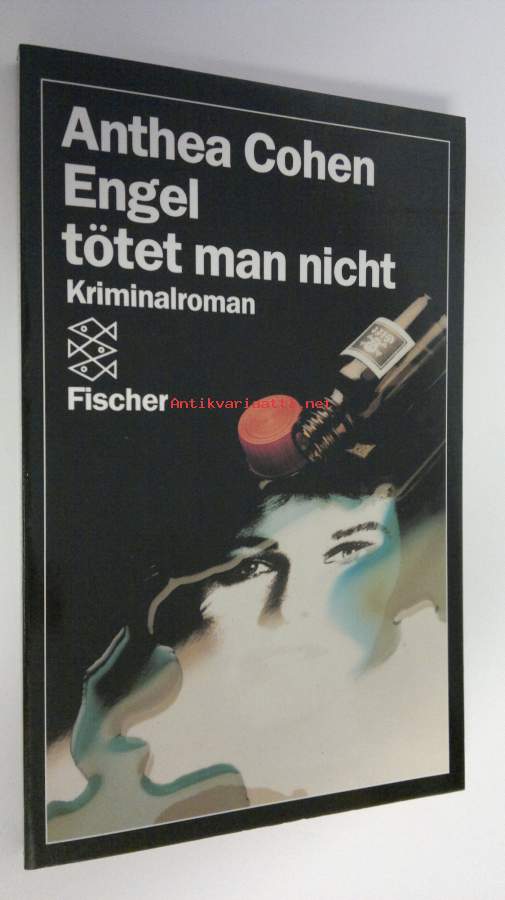 Anthea Cohen
Engel
tötet man nicht
Kriminalroman
Fischer
Antikvariaatti.net